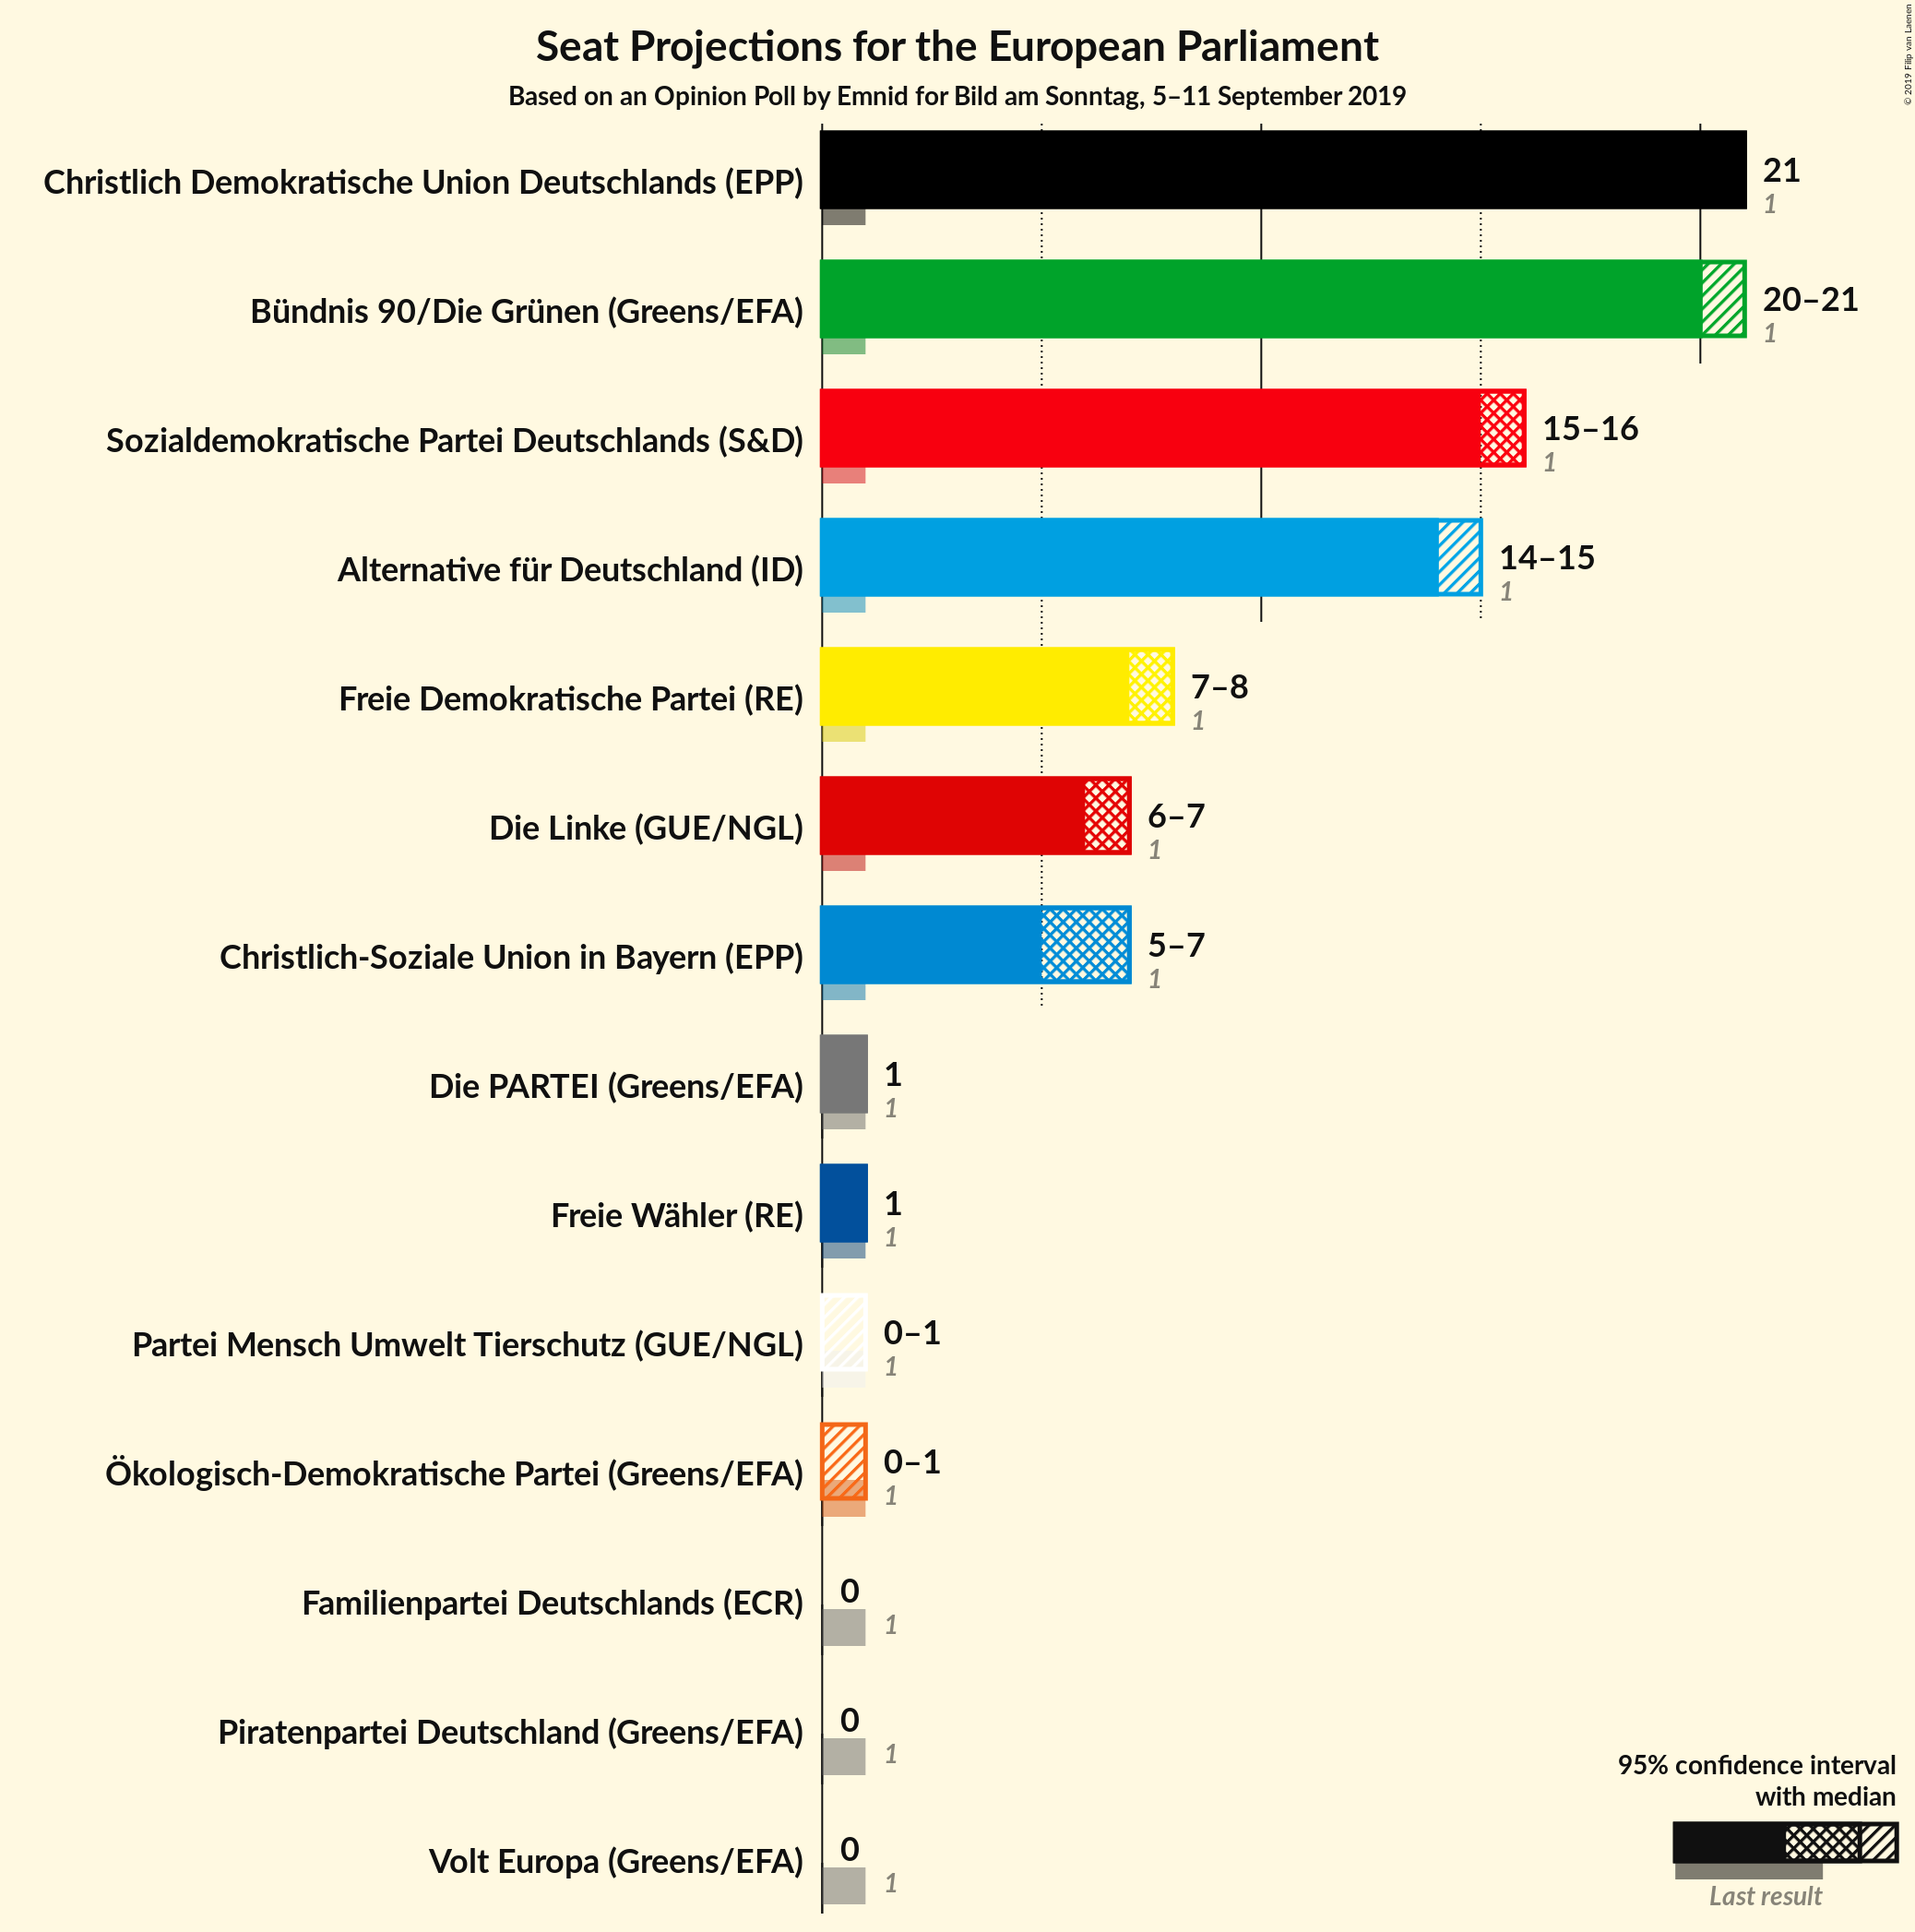 Seat Projections for the European Parliament
Based on an Opinion Poll by Emnid for Bild am Sonntag, 5–11 September 2019
© 2019 Filip van Laenen
Christlich Demokratische Union Deutschlands (EPP)
21
1
Bündnis 90/Die Grünen (Greens/EFA)
20–21
1
Sozialdemokratische Partei Deutschlands (S&D)
15–16
1
Alternative für Deutschland (ID)
14–15
1
Freie Demokratische Partei (RE)
7–8
1
Die Linke (GUE/NGL)
6–7
1
Christlich-Soziale Union in Bayern (EPP)
5–7
1
Die PARTEI (Greens/EFA)
1
1
Freie Wähler (RE)
1
1
Partei Mensch Umwelt Tierschutz (GUE/NGL)
0–1
1
Ökologisch-Demokratische Partei (Greens/EFA)
0–1
1
Familienpartei Deutschlands (ECR)
0
1
Piratenpartei Deutschland (Greens/EFA)
0
1
Volt Europa (Greens/EFA)
0
1
95% confidence interval
with median
Last result